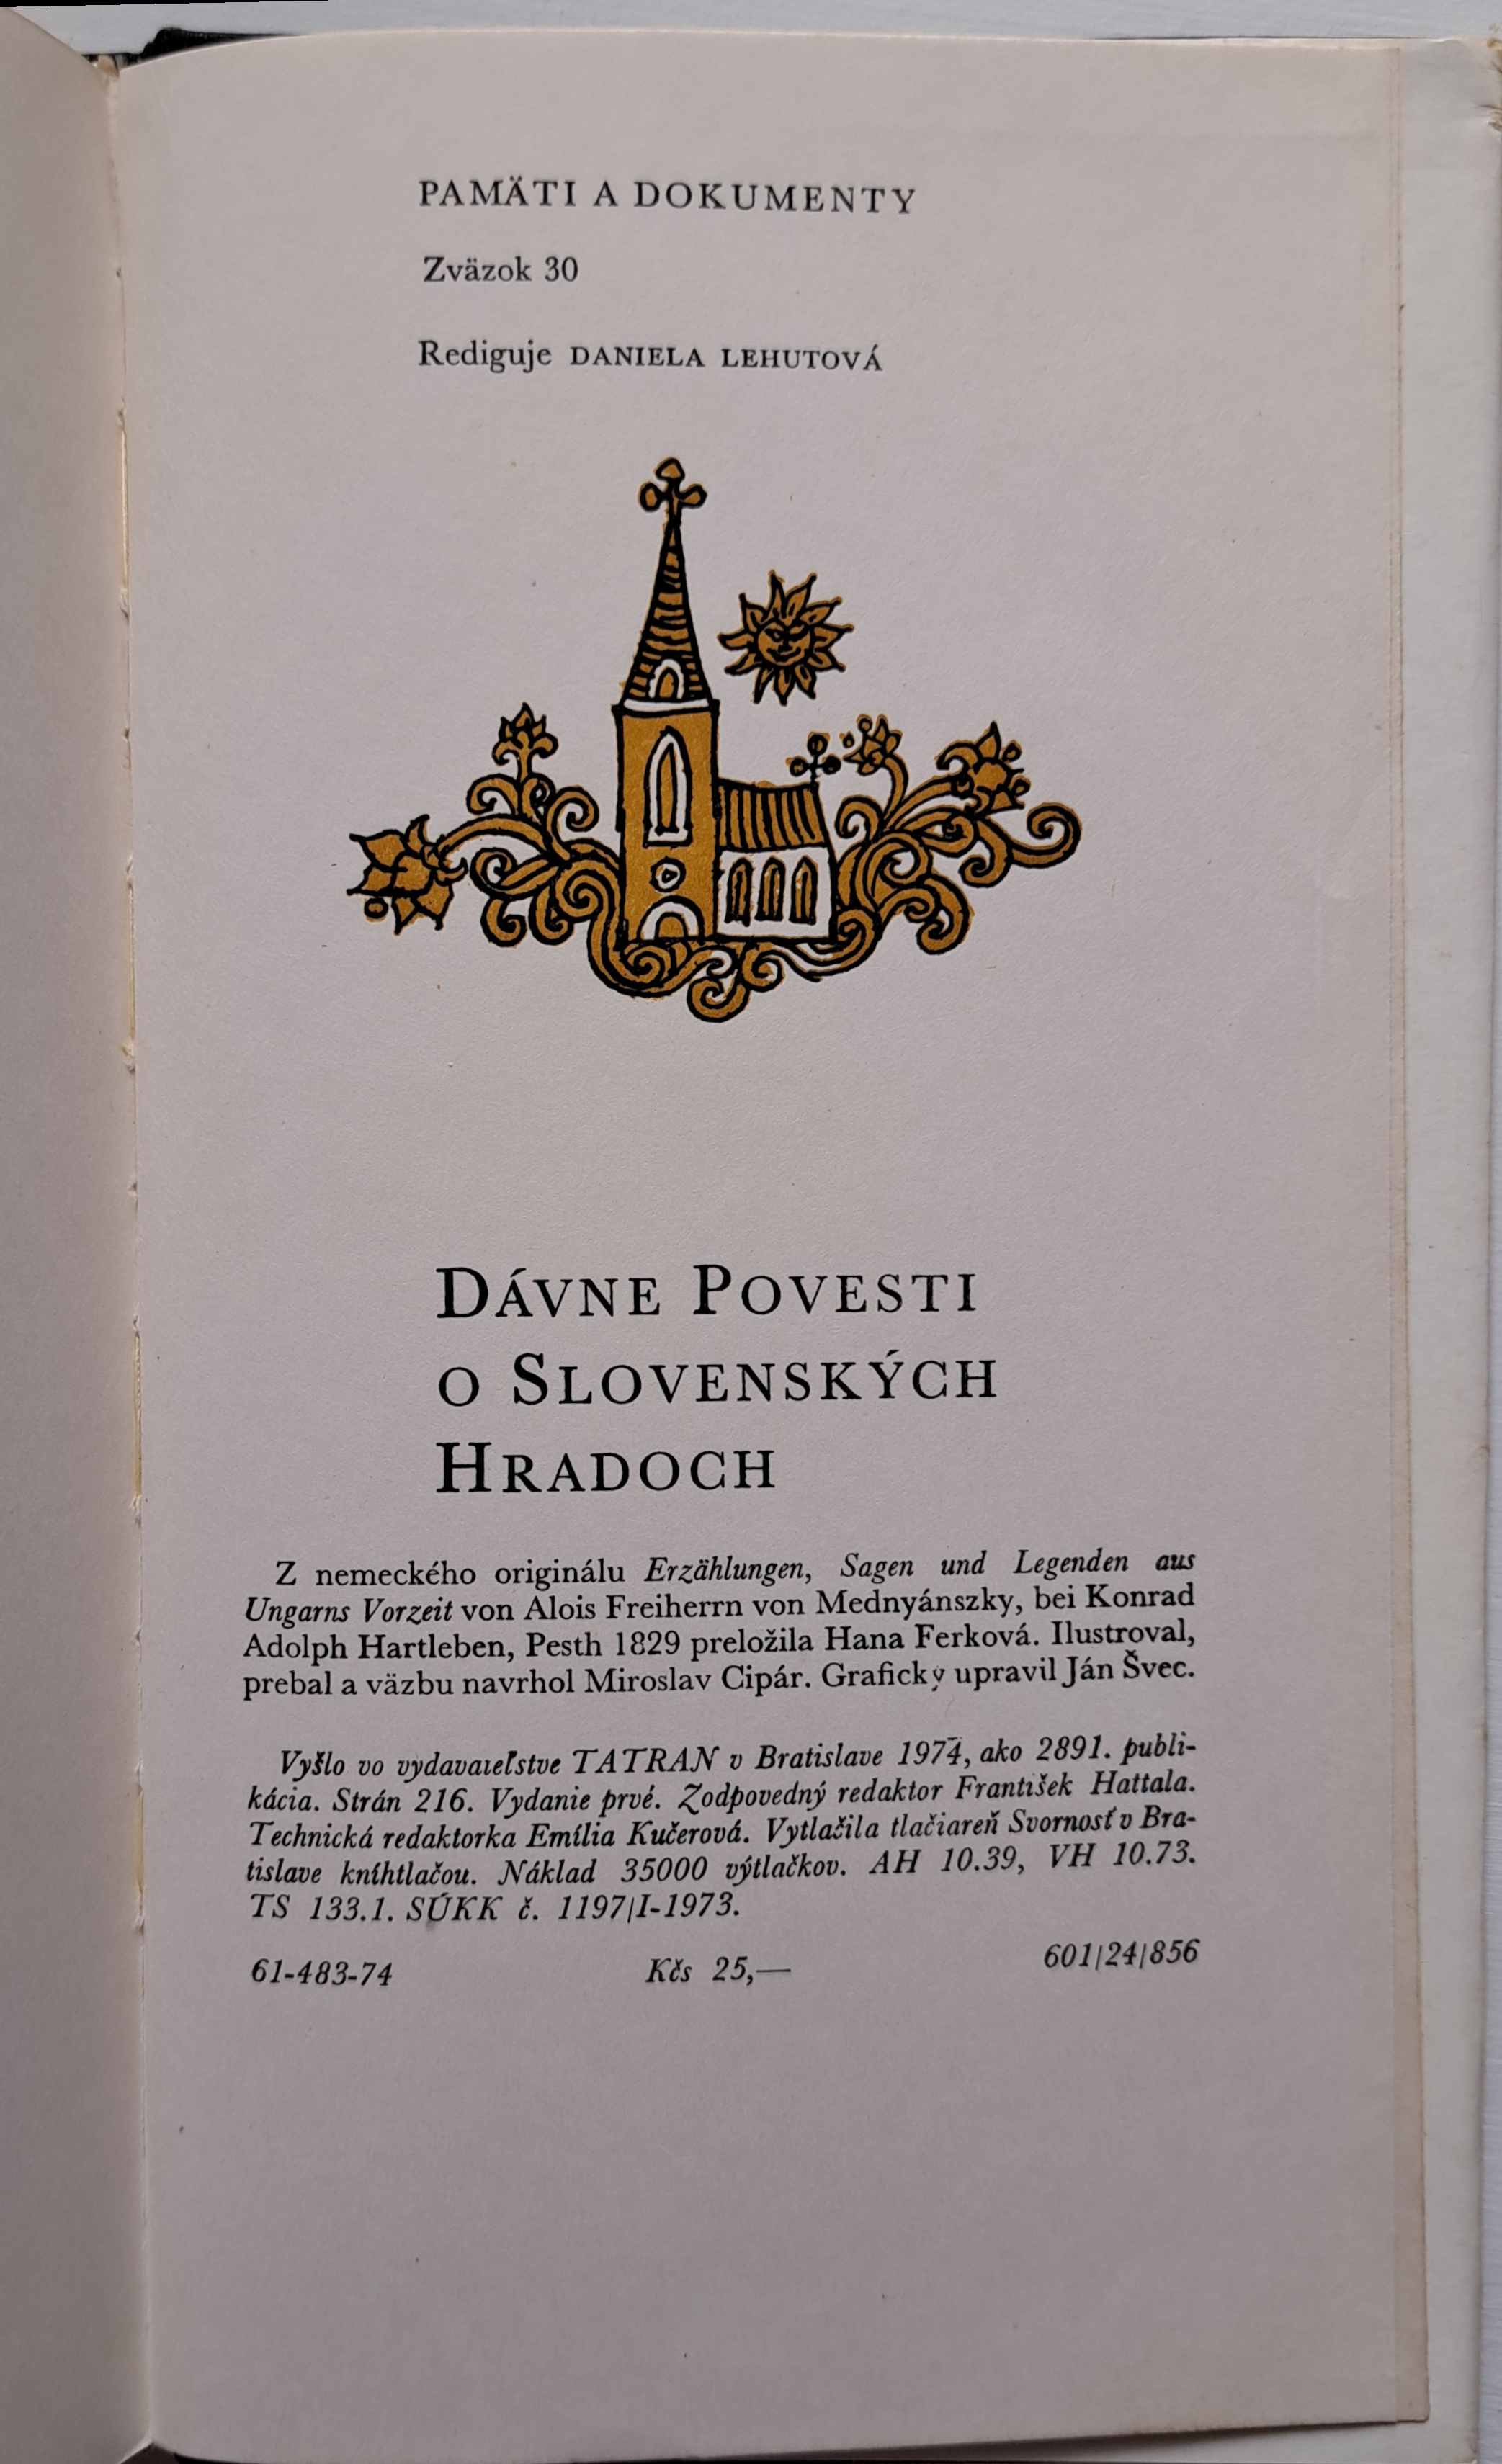 PAMÄTI A DOKUMENTY
Zväzok 30
Rediguje DANIELA LEHUTOVÁ
DÁVNE POVESTI
O SLOVENSKÝCH
HRADOCH
Z nemeckého originálu Erzählungen, Sagen und Legenden aus
Ungarns Vorzeit von Alois Freiherrn von Mednyánszky, bei Konrad
Adolph Hartleben, Pesth 1829 preložila Hana Ferková. Ilustroval,
prebal a väzbu navrhol Miroslav Cipár. Graficky upravil Ján Švec.
Vyšlo vo vydavateľstve TATRAN v Bratislave 1974, ako 2891. publi-
kácia. Strán 216. Vydanie prvé. Zodpovedný redaktor František Hattala.
Technická redaktorka Emília Kučerová. Vytlačila tlačiareň Svornosť v Bra-
tislave kníhtlačou. Náklad 35000 výtlačkov. AH 10.39, VH 10.73.
TS 133.1. SÚKK č. 1197/I-1973.
61-483-74 Kčs 25,— 601/24/856